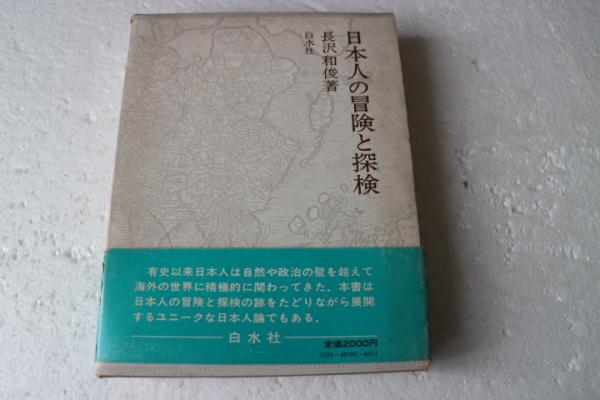 日本人の冒険と探検
長沢和俊著
白水社
有史以来日本人は自然や政治の壁を超えて
海外の世界に積極的に関わってきた．本書は
日本人の冒険と探検の跡をたどりながら展開
するユニークな日本人論でもある．
白水社
定価2000円